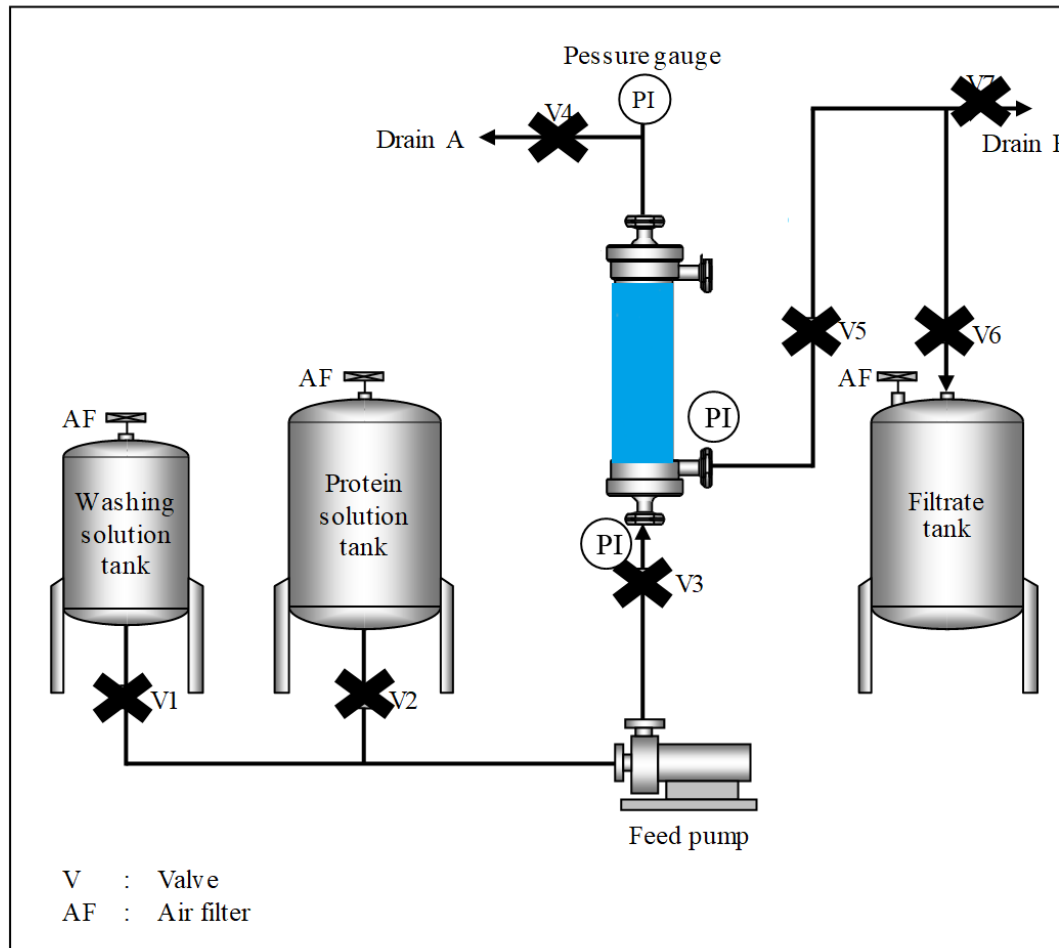 Pessure gauge
PI
V4
V7
Drain A
Drain B
V5
V6
AF
AF
AF
PI
Washing
solution
tank
Protein
solution
tank
Filtrate
tank
PI
V3
V1
V2
Feed pump
V : Valve
AF : Air filter